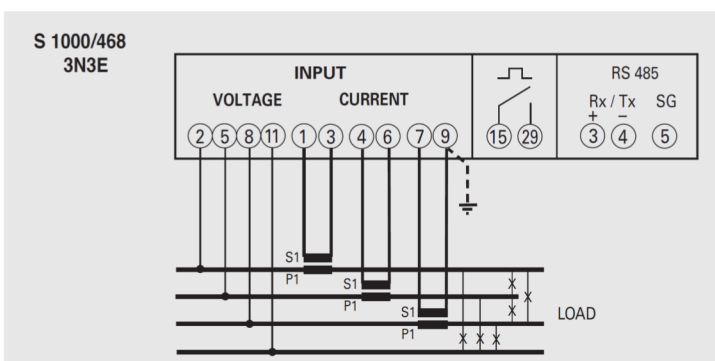 S 1000/468
3N3E
INPUT
VOLTAGE CURRENT
2 5 8 11 1 3 4 6 7 9
15 29
RS 485
Rx / Tx SG
+ −
3 4 5
S1
P1
S1
P1
S1
P1
LOAD